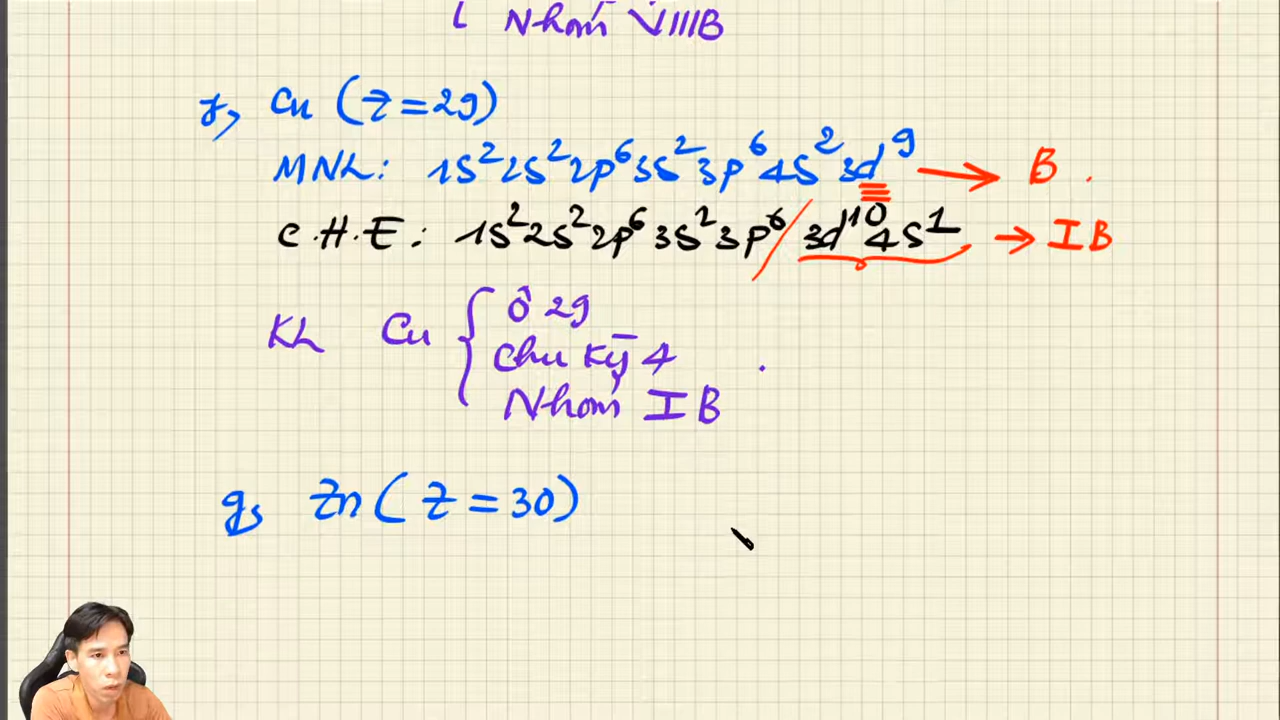 Nhóm VIIIB
f, Cu (Z=29)
MNL: 1s²2s²2p⁶3s²3p⁶4s²3d⁹ → B.
C.H.E: 1s²2s²2p⁶3s²3p⁶/3d¹⁰4s¹ → IB
KL Cu { Ô 29
Chu kỳ 4
Nhóm IB
g, Zn (Z=30)